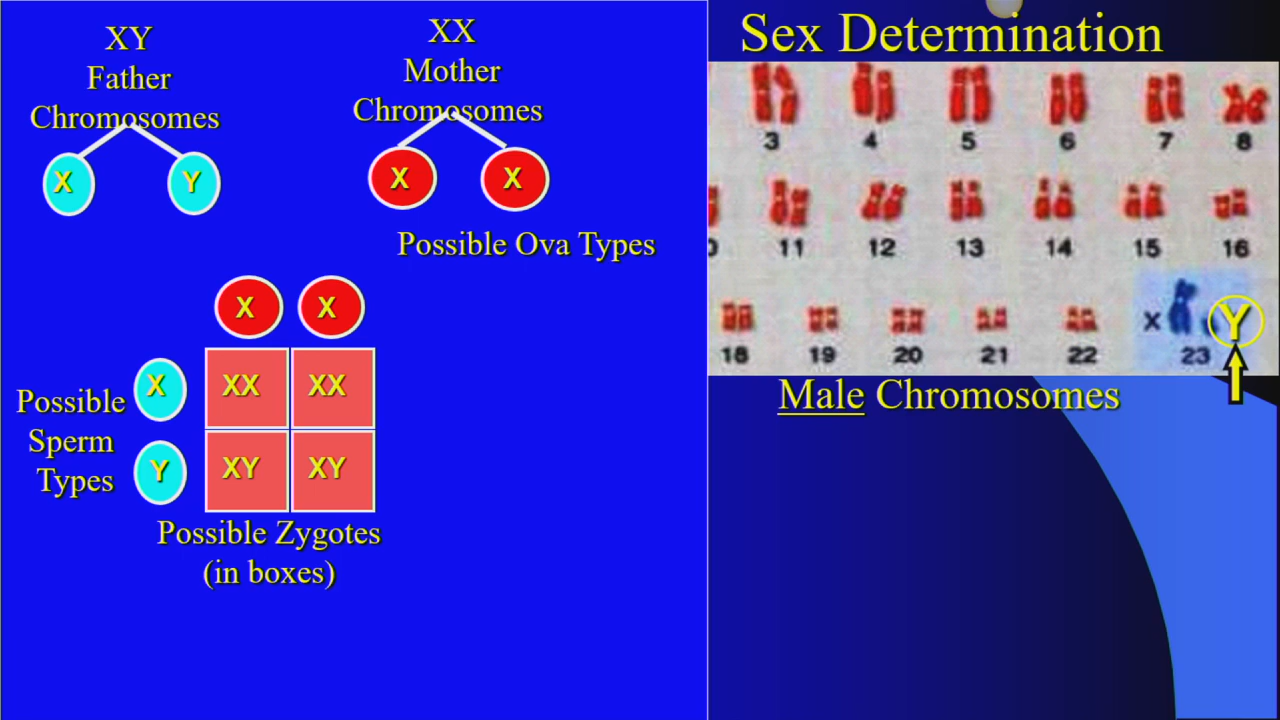 XY
Father
Chromosomes
X Y
XX
Mother
Chromosomes
X X
Possible Ova Types
X X
Possible
Sperm
Types
X
Y
XX XX
XY XY
Possible Zygotes
(in boxes)
Sex Determination
3 4 5 6 7 8
0 11 12 13 14 15 16
X Y
18 19 20 21 22 23
Male Chromosomes